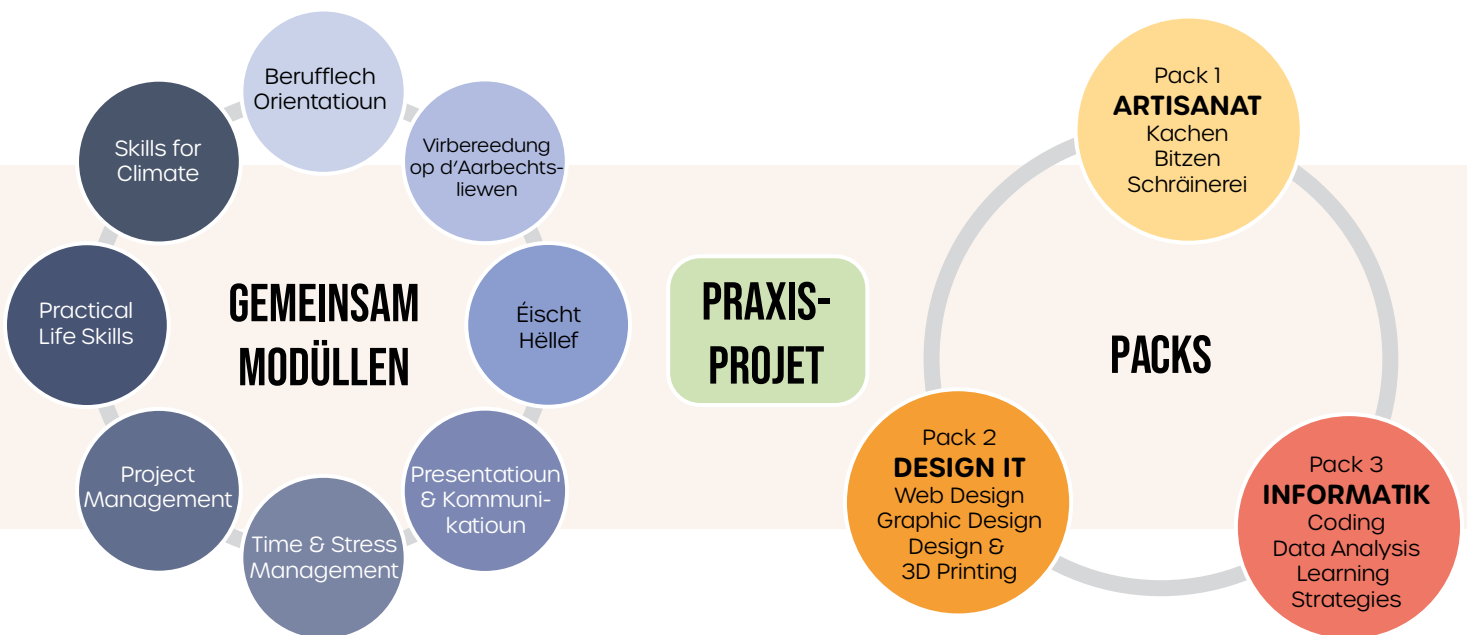 Berufflech
Orientatioun
Virbereedung
op d'Aarbechts-
liewen
Éischt
Hëllef
Presentatioun
& Kommuni-
katioun
Time & Stress
Management
Project
Management
Practical
Life Skills
Skills for
Climate
GEMEINSAM
MODÜLLEN
PRAXIS-
PROJET
Pack 1
ARTISANAT
Kachen
Bitzen
Schräinerei
PACKS
Pack 2
DESIGN IT
Web Design
Graphic Design
Design &
3D Printing
Pack 3
INFORMATIK
Coding
Data Analysis
Learning
Strategies